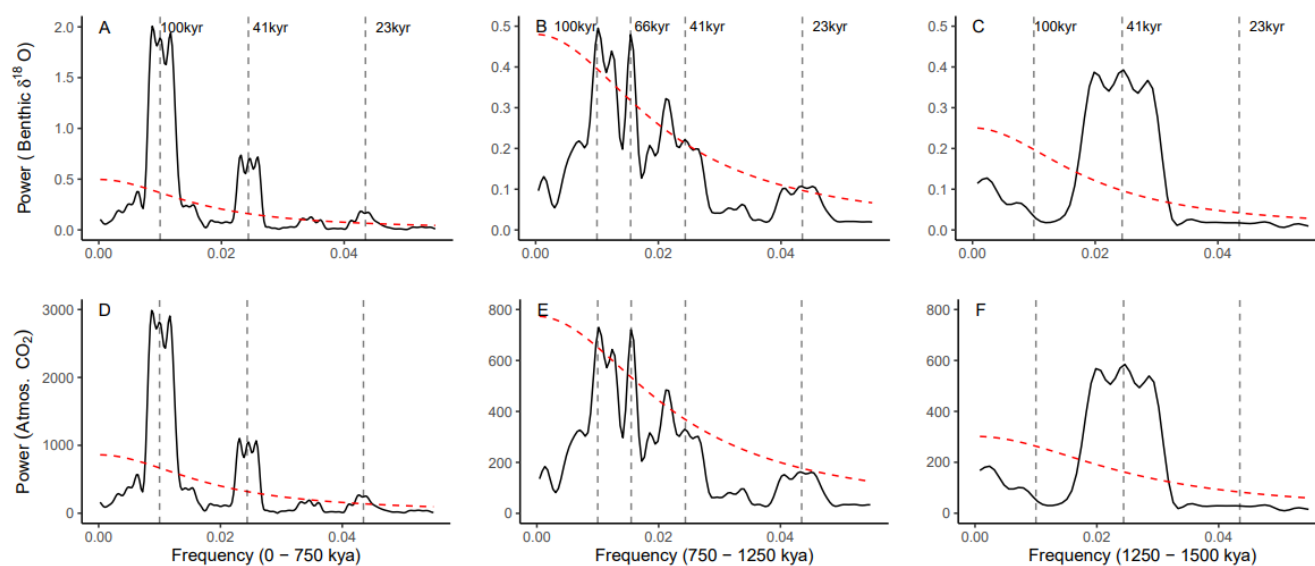 A 100kyr 41kyr 23kyr
B 100kyr 66kyr 41kyr 23kyr
C 100kyr 41kyr 23kyr
Power (Benthic δ¹⁸ O)
2.0
1.5
1.0
0.5
0.0
0.00 0.02 0.04
0.5
0.4
0.3
0.2
0.1
0.0
0.00 0.02 0.04
0.5
0.4
0.3
0.2
0.1
0.0
0.00 0.02 0.04
D
E
F
Power (Atmos. CO₂)
3000
2000
1000
0
0.00 0.02 0.04
Frequency (0 − 750 kya)
800
600
400
200
0
0.00 0.02 0.04
Frequency (750 − 1250 kya)
800
600
400
200
0
0.00 0.02 0.04
Frequency (1250 − 1500 kya)